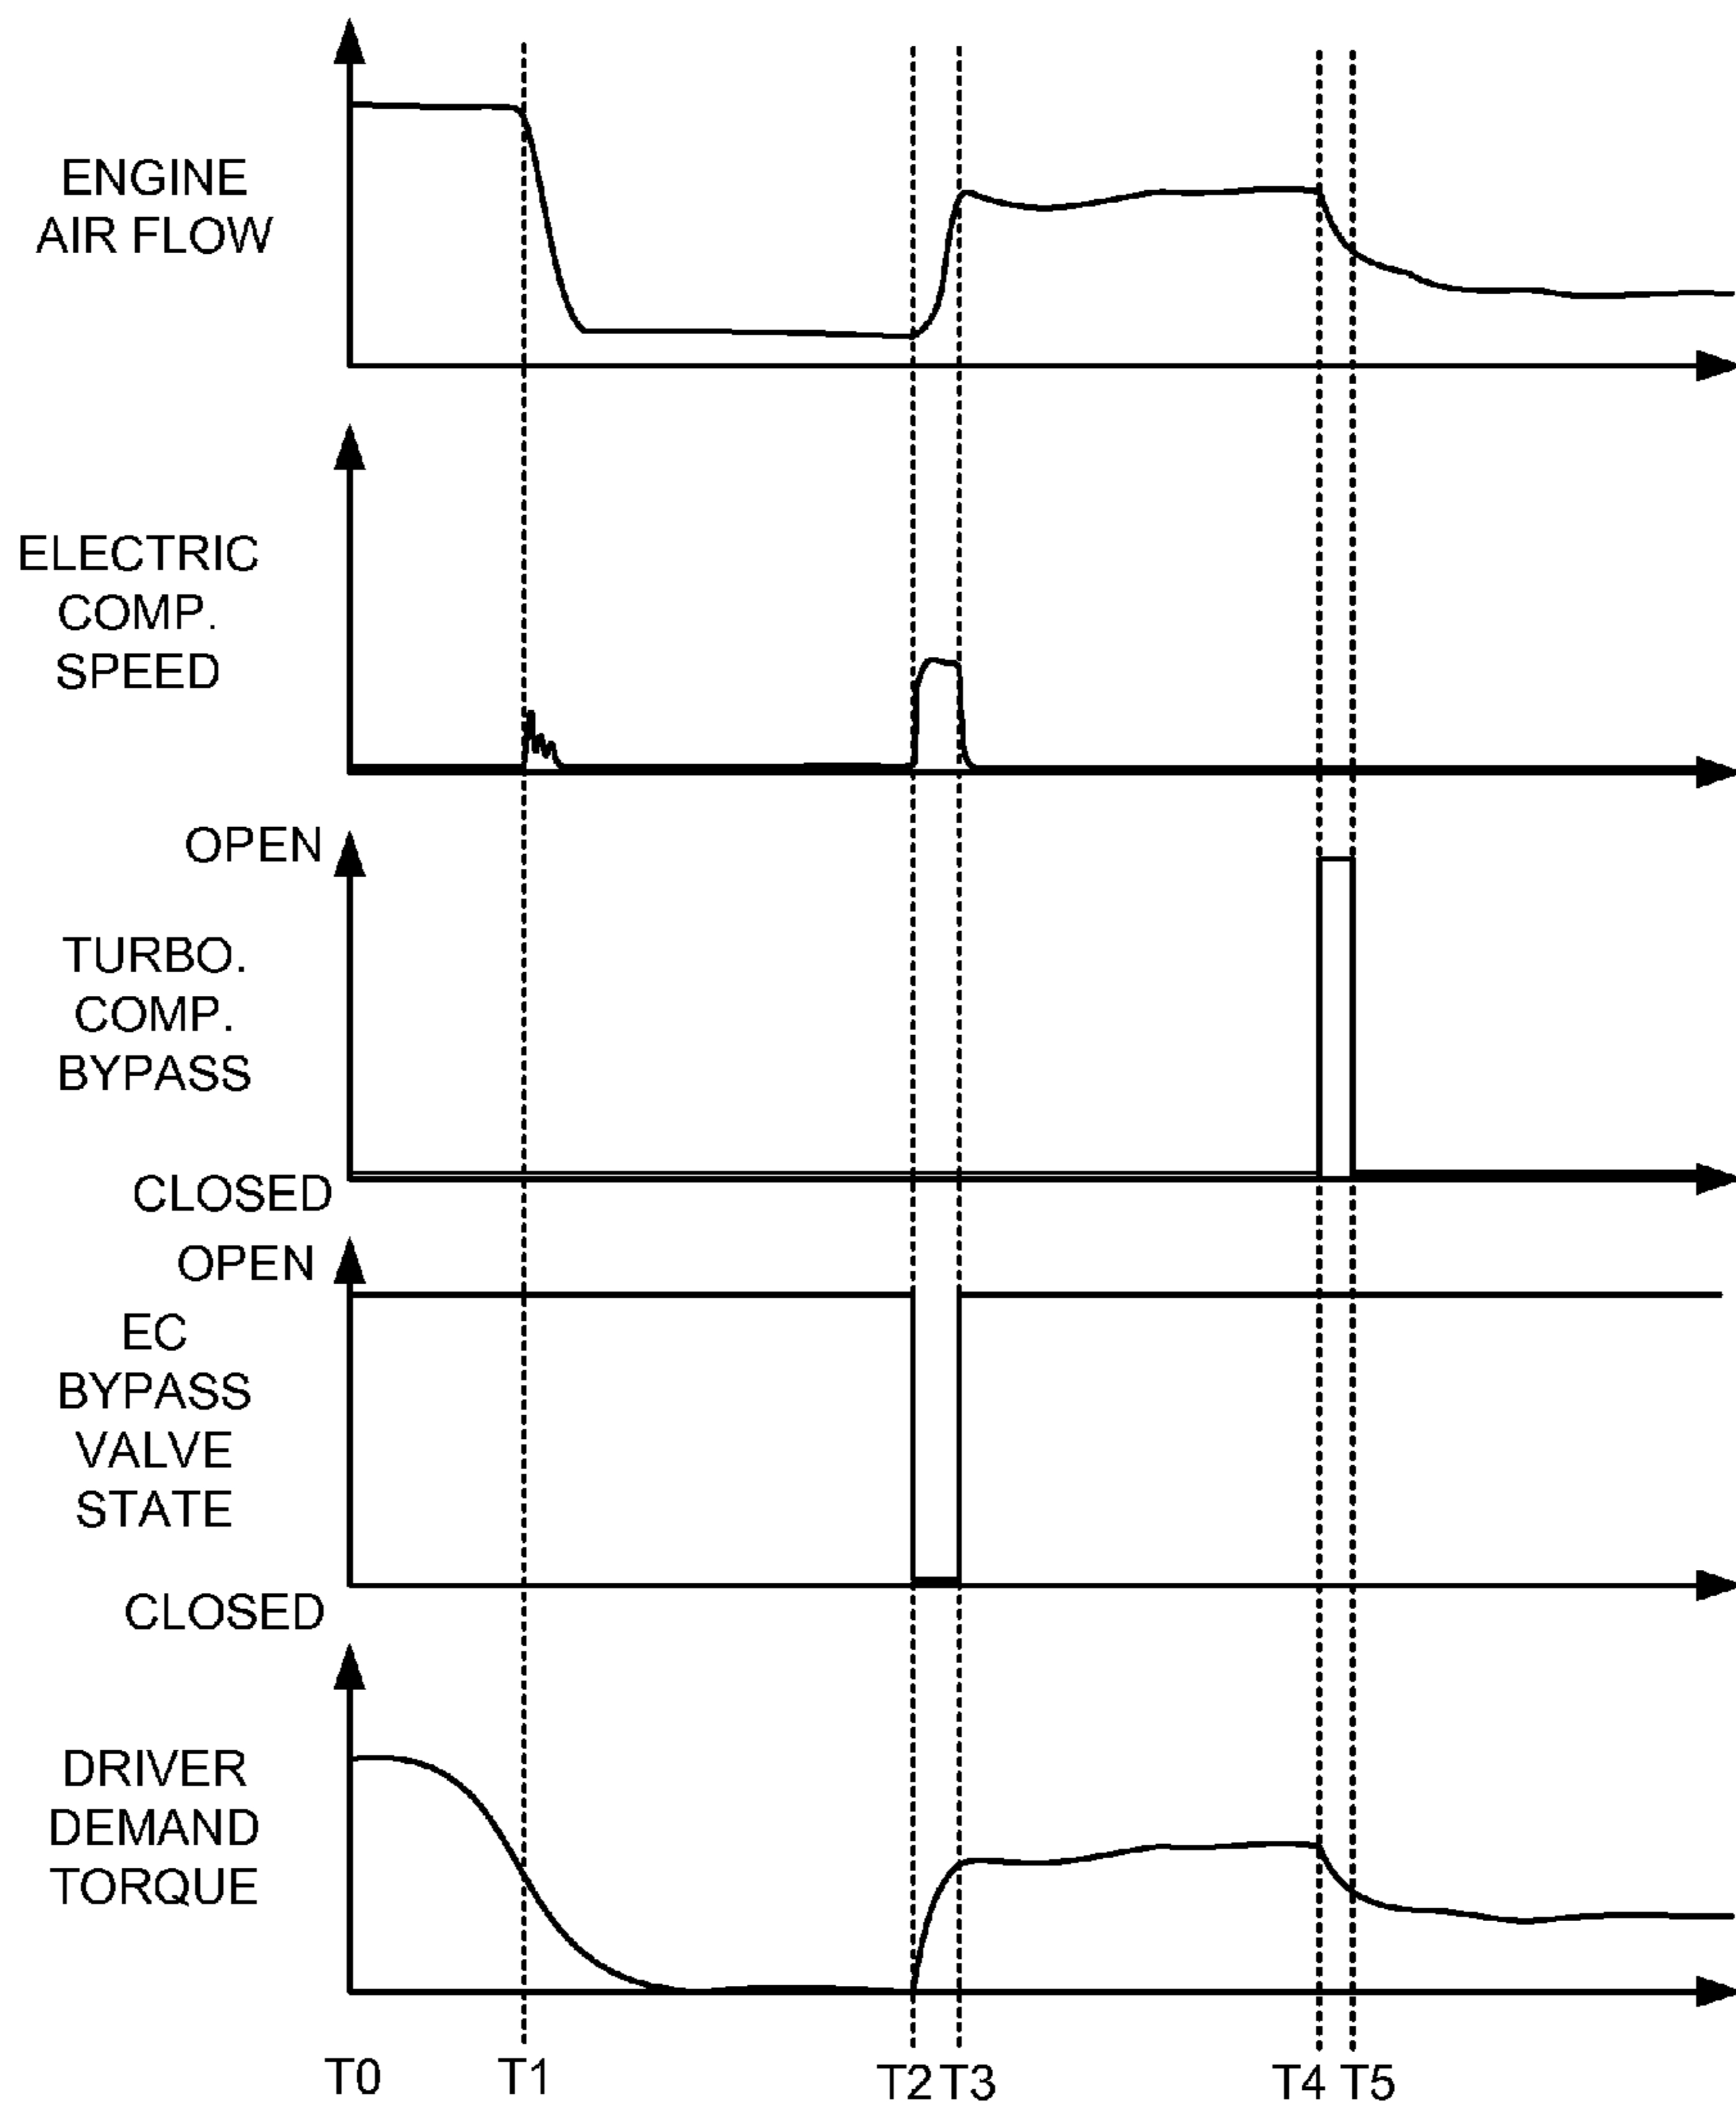 ENGINE
AIR FLOW
ELECTRIC
COMP.
SPEED
OPEN
TURBO.
COMP.
BYPASS
CLOSED
OPEN
EC
BYPASS
VALVE
STATE
CLOSED
DRIVER
DEMAND
TORQUE
T0 T1 T2 T3 T4 T5